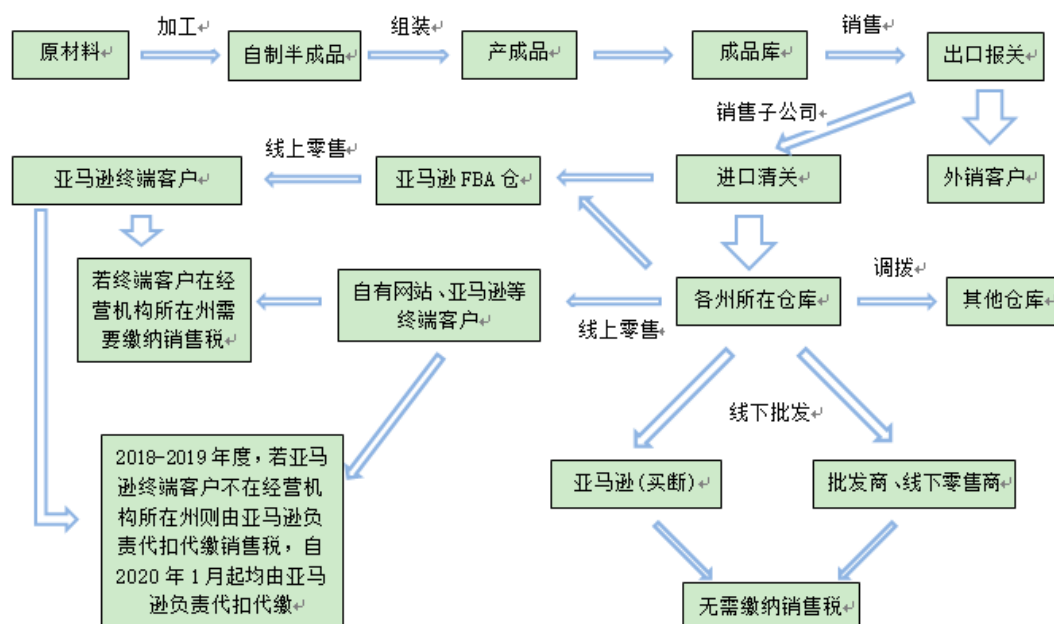 加工
组装
销售
原材料
自制半成品
产成品
成品库
出口报关
销售子公司
线上零售
亚马逊终端客户
亚马逊 FBA 仓
进口清关
外销客户
调拨
若终端客户在经
营机构所在州需
要缴纳销售税
自有网站、亚马逊等
终端客户
各州所在仓库
其他仓库
线上零售
线下批发
2018-2019 年度，若亚马
逊终端客户不在经营机
构所在州则由亚马逊负
责代扣代缴销售税，自
2020 年 1 月起均由亚马
逊负责代扣代缴
亚马逊(买断)
批发商、线下零售商
无需缴纳销售税